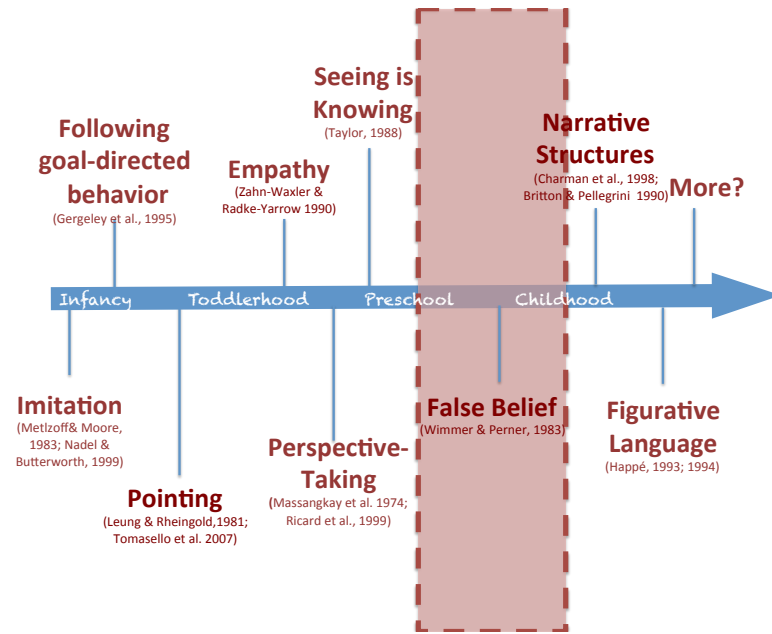 Following
goal-directed
behavior
(Gergeley et al., 1995)
Empathy
(Zahn-Waxler &
Radke-Yarrow 1990)
Seeing is
Knowing
(Taylor, 1988)
Narrative
Structures
(Charman et al., 1998;
Britton & Pellegrini 1990)
More?
Infancy Toddlerhood Preschool Childhood
Imitation
(Metlzoff& Moore,
1983; Nadel &
Butterworth, 1999)
Pointing
(Leung & Rheingold,1981;
Tomasello et al. 2007)
Perspective-
Taking
(Massangkay et al. 1974;
Ricard et al., 1999)
False Belief
(Wimmer & Perner, 1983)
Figurative
Language
(Happé, 1993; 1994)